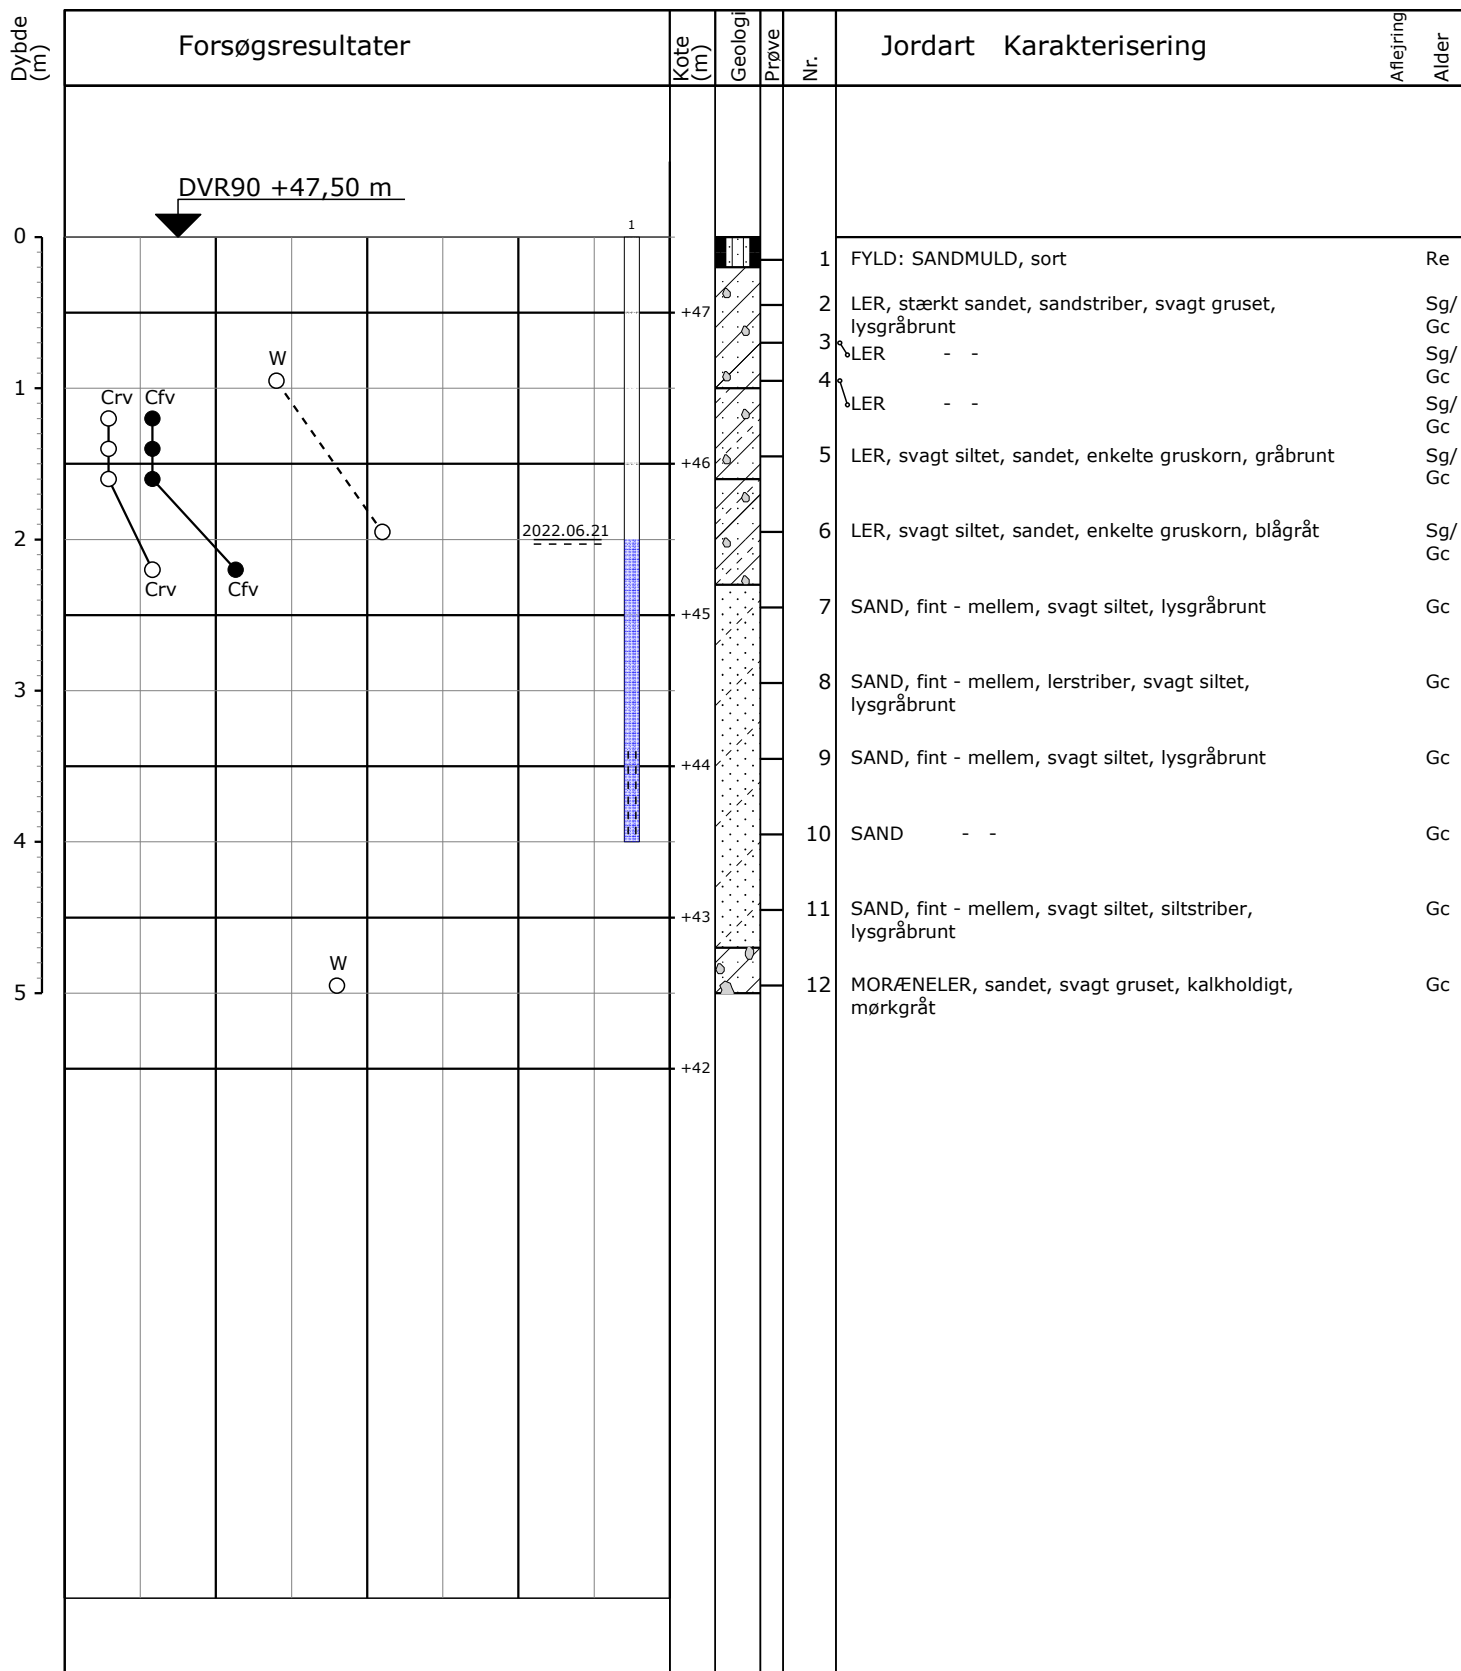 Dybde
(m)
Forsøgsresultater
Kote
(m)
Geologi
Prøve
Nr.
Jordart Karakterisering
Aflejring
Alder
DVR90 +47,50 m
1
0
1 FYLD: SANDMULD, sort Re
2 LER, stærkt sandet, sandstriber, svagt gruset, Sg/
lysgråbrunt Gc
+47
3 LER - - Sg/
Gc
W
1
4 LER - - Sg/
Gc
Crv Cfv
5 LER, svagt siltet, sandet, enkelte gruskorn, gråbrunt Sg/
Gc
+46
2022.06.21
2
6 LER, svagt siltet, sandet, enkelte gruskorn, blågråt Sg/
Gc
Crv Cfv
+45
7 SAND, fint - mellem, svagt siltet, lysgråbrunt Gc
3
8 SAND, fint - mellem, lerstriber, svagt siltet, Gc
lysgråbrunt
+44
9 SAND, fint - mellem, svagt siltet, lysgråbrunt Gc
4
10 SAND - - Gc
+43
11 SAND, fint - mellem, svagt siltet, siltstriber, Gc
lysgråbrunt
W
5
12 MORÆNELER, sandet, svagt gruset, kalkholdigt, Gc
mørkgråt
+42